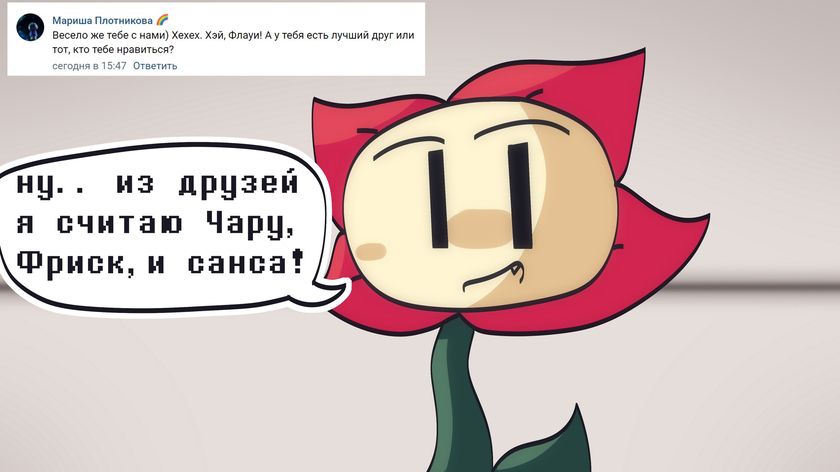 Мариша Плотникова 🌈
Весело же тебе с нами) Хехех. Хэй, Флауи! А у тебя есть лучший друг или
тот, кто тебе нравиться?
сегодня в 15:47 Ответить
ну.. из друзей
я считаю Чару,
Фриск, и санса!